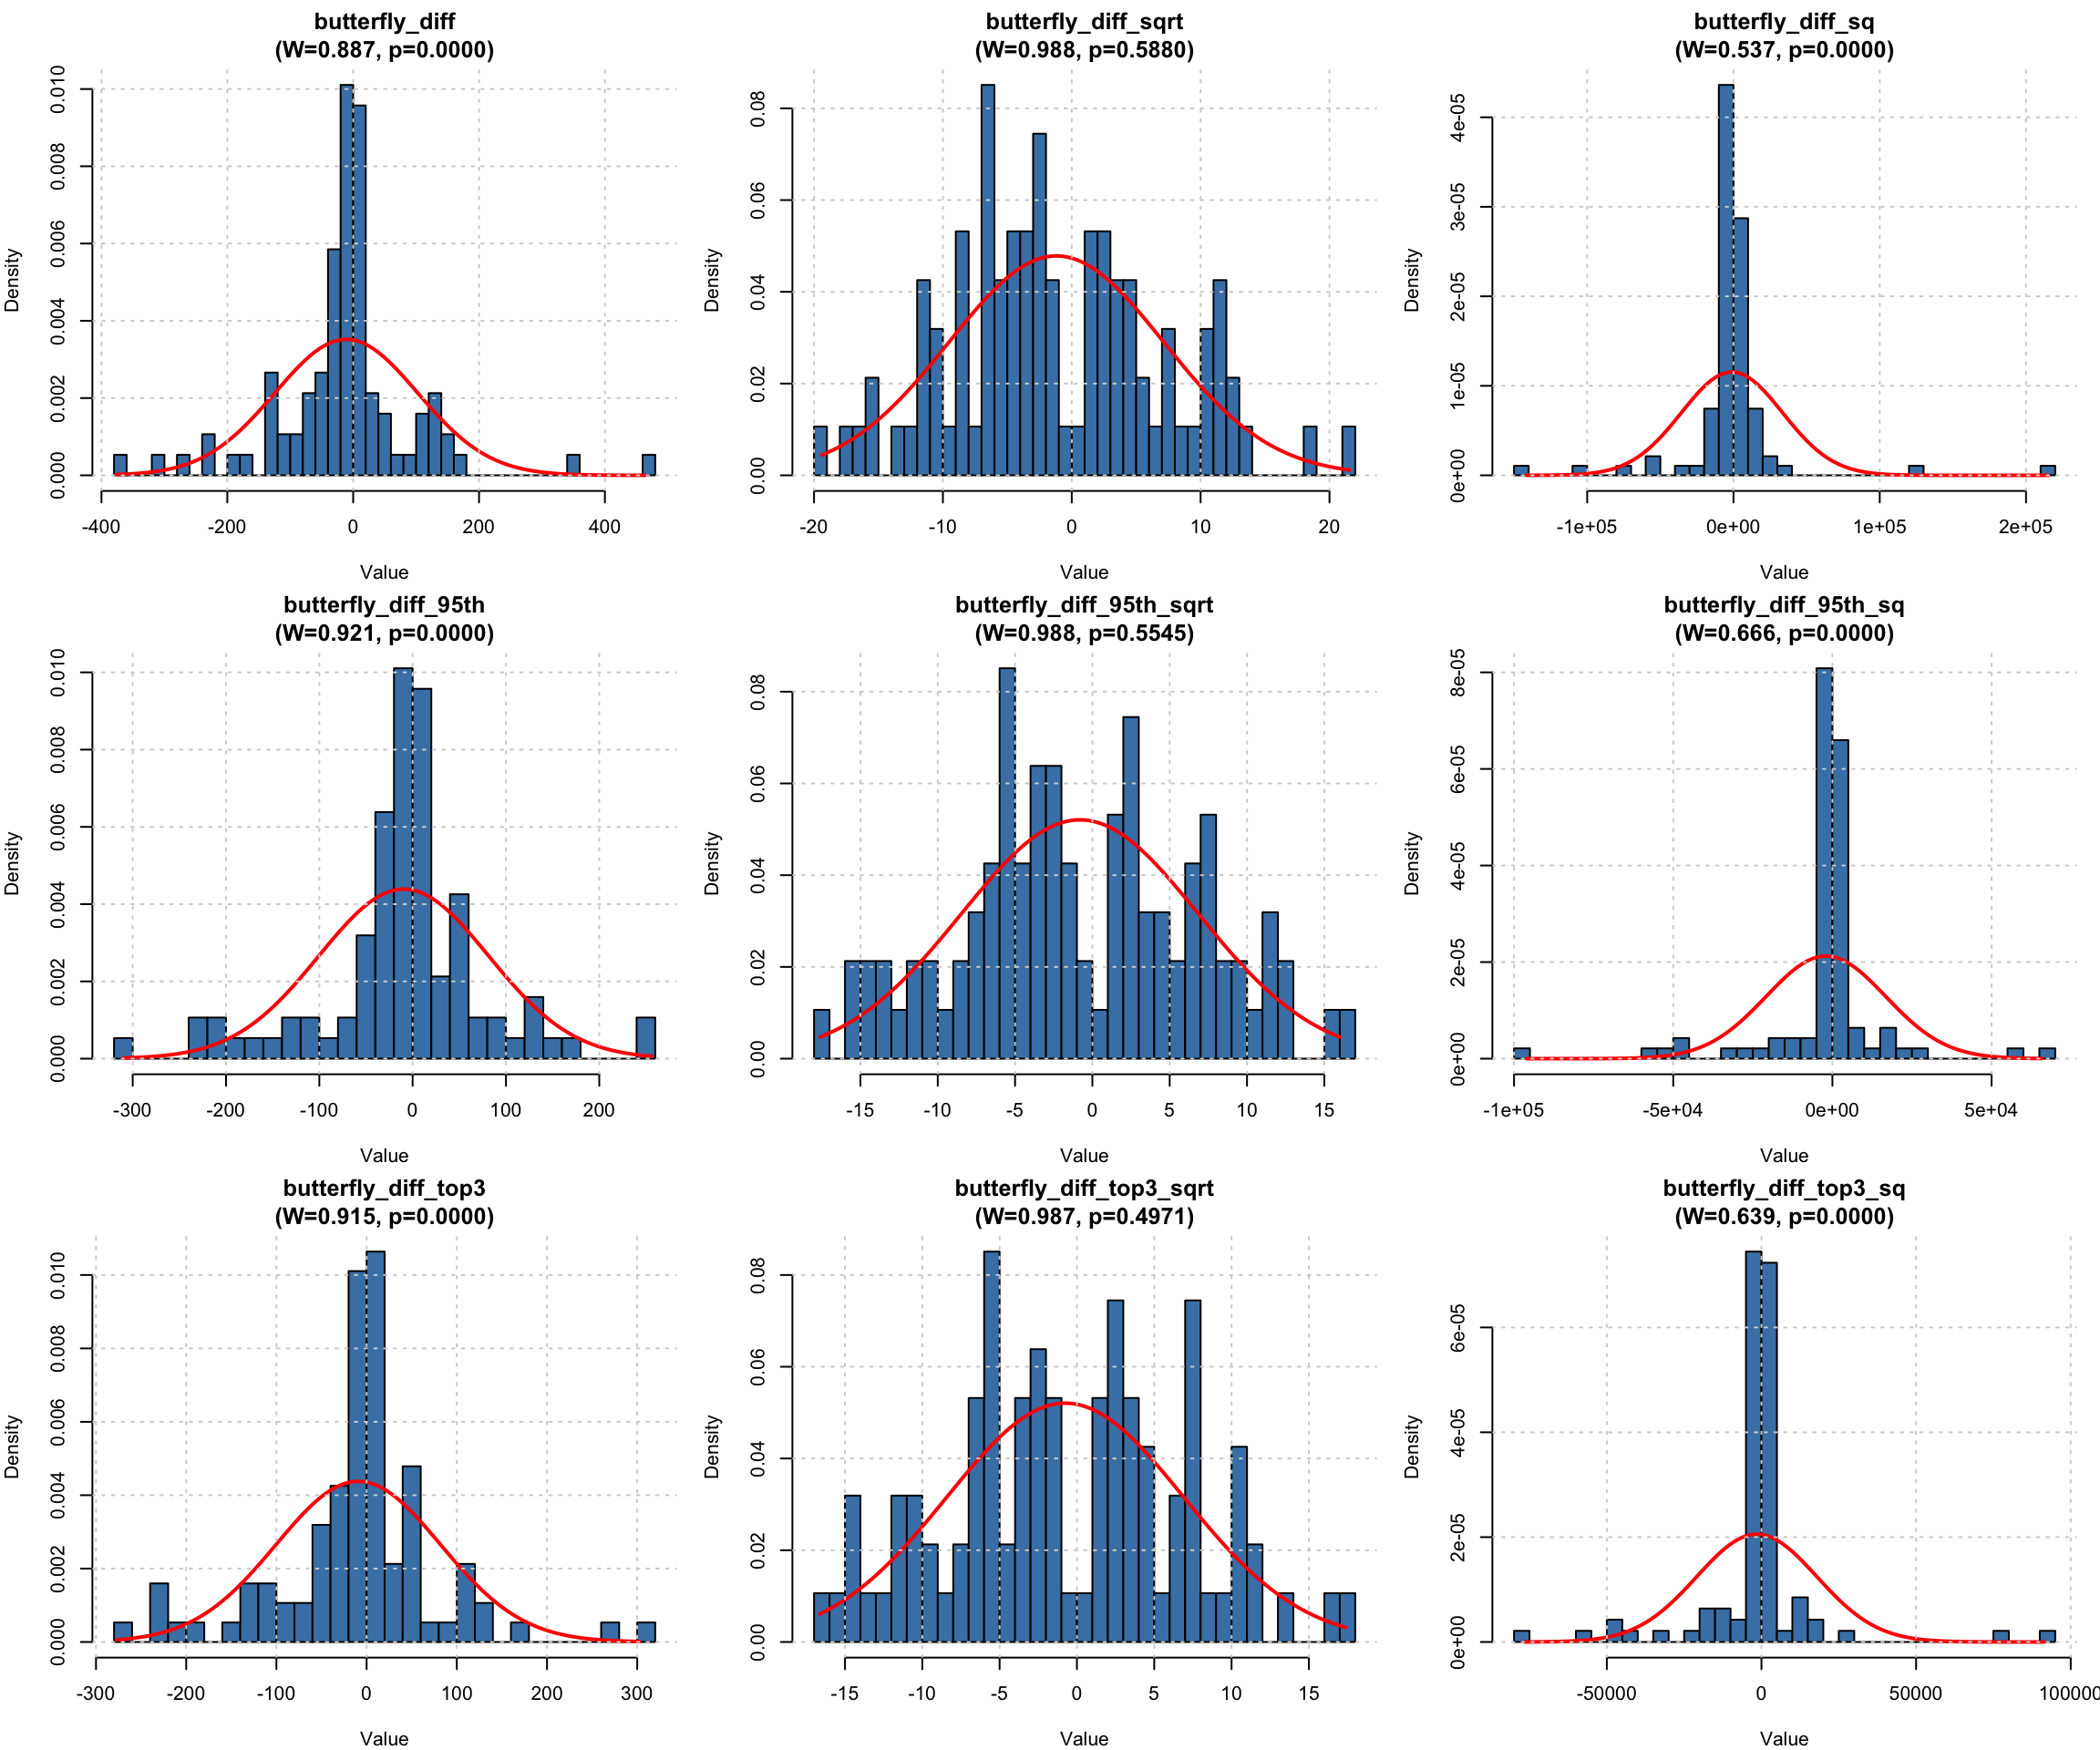 butterfly_diff
(W=0.887, p=0.0000)
Density
0.000
0.002
0.004
0.006
0.008
0.010
-400
-200
0
200
400
Value
butterfly_diff_sqrt
(W=0.988, p=0.5880)
Density
0.00
0.02
0.04
0.06
0.08
-20
-10
0
10
20
Value
butterfly_diff_sq
(W=0.537, p=0.0000)
Density
0e+00
1e-05
2e-05
3e-05
4e-05
-1e+05
0e+00
1e+05
2e+05
Value
butterfly_diff_95th
(W=0.921, p=0.0000)
Density
0.000
0.002
0.004
0.006
0.008
0.010
-300
-200
-100
0
100
200
Value
butterfly_diff_95th_sqrt
(W=0.988, p=0.5545)
Density
0.00
0.02
0.04
0.06
0.08
-15
-10
-5
0
5
10
15
Value
butterfly_diff_95th_sq
(W=0.666, p=0.0000)
Density
0e+00
2e-05
4e-05
6e-05
8e-05
-1e+05
-5e+04
0e+00
5e+04
Value
butterfly_diff_top3
(W=0.915, p=0.0000)
Density
0.000
0.002
0.004
0.006
0.008
0.010
-300
-200
-100
0
100
200
300
Value
butterfly_diff_top3_sqrt
(W=0.987, p=0.4971)
Density
0.00
0.02
0.04
0.06
0.08
-15
-10
-5
0
5
10
15
Value
butterfly_diff_top3_sq
(W=0.639, p=0.0000)
Density
0e+00
2e-05
4e-05
6e-05
-50000
0
50000
100000
Value